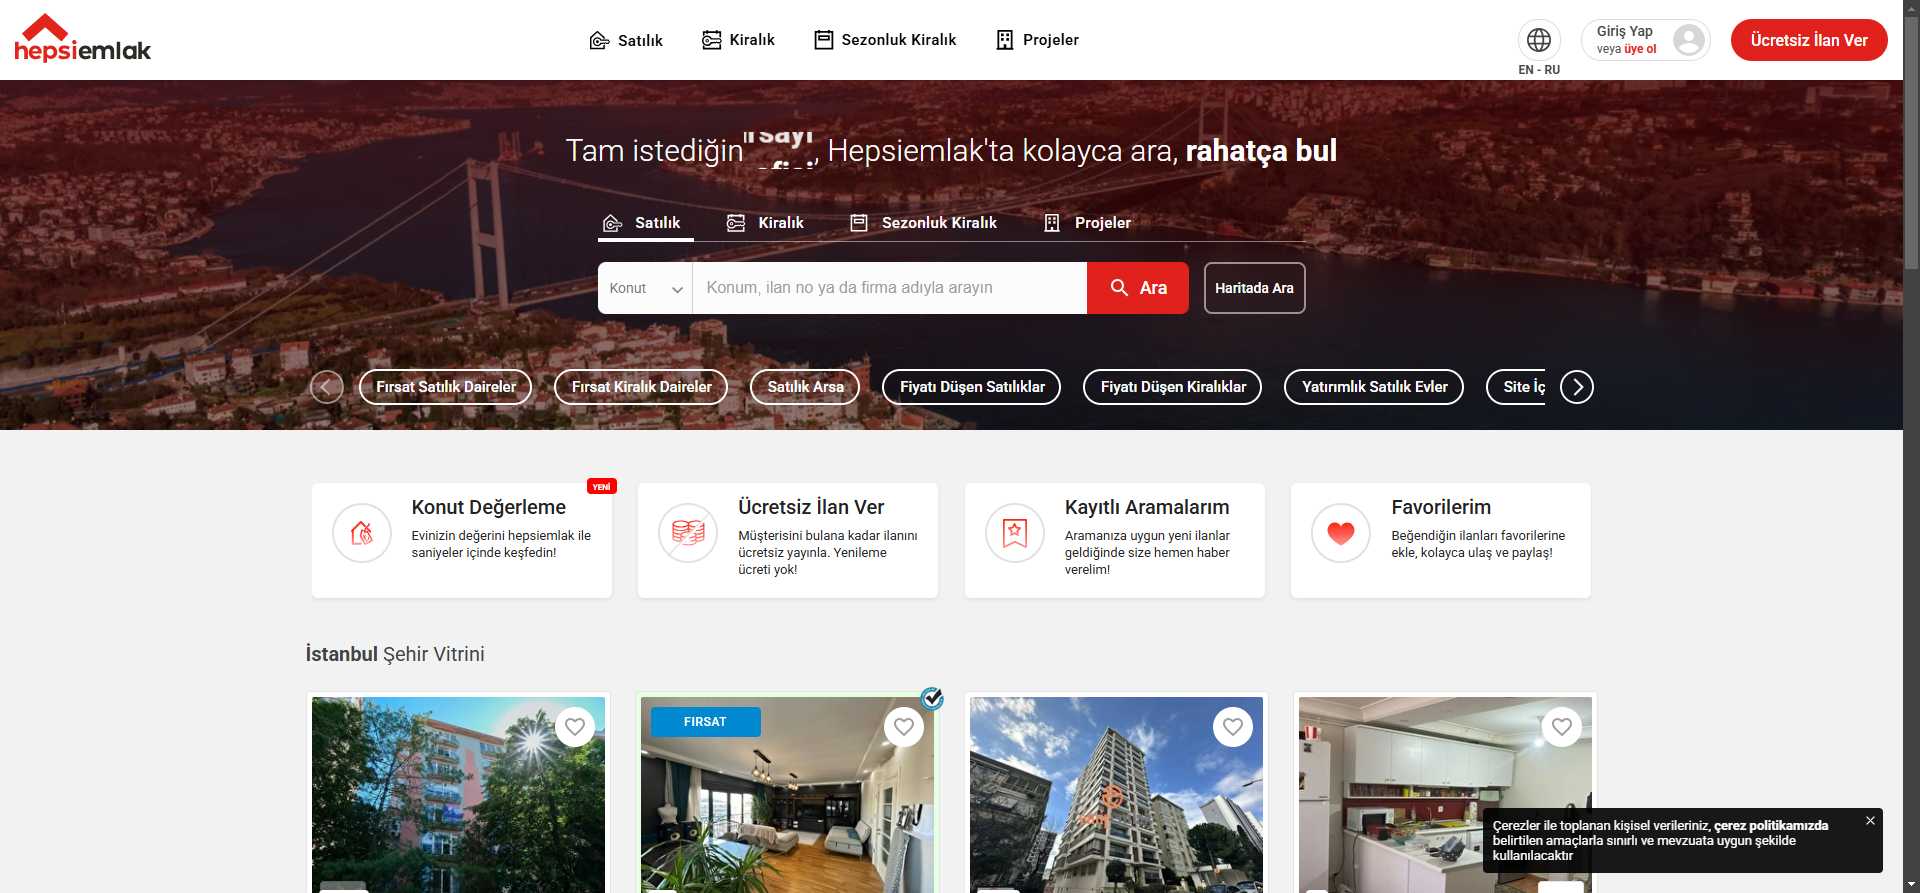 hepsiemlak
Satılık
Kiralık
Sezonluk Kiralık
Projeler
EN - RU
Giriş Yap
veya üye ol
Ücretsiz İlan Ver
Tam istediğin , Hepsiemlak'ta kolayca ara, rahatça bul
Satılık
Kiralık
Sezonluk Kiralık
Projeler
Konut
Konum, ilan no ya da firma adıyla arayın
Ara
Haritada Ara
Fırsat Satılık Daireler
Fırsat Kiralık Daireler
Satılık Arsa
Fiyatı Düşen Satılıklar
Fiyatı Düşen Kiralıklar
Yatırımlık Satılık Evler
Site İç
YENİ
Konut Değerleme
Evinizin değerini hepsiemlak ile
saniyeler içinde keşfedin!
Ücretsiz İlan Ver
Müşterisini bulana kadar ilanını
ücretsiz yayınla. Yenileme
ücreti yok!
Kayıtlı Aramalarım
Aramanıza uygun yeni ilanlar
geldiğinde size hemen haber
verelim!
Favorilerim
Beğendiğin ilanları favorilerine
ekle, kolayca ulaş ve paylaş!
İstanbul Şehir Vitrini
FIRSAT
Çerezler ile toplanan kişisel verileriniz, çerez politikamızda
belirtilen amaçlarla sınırlı ve mevzuata uygun şekilde
kullanılacaktır